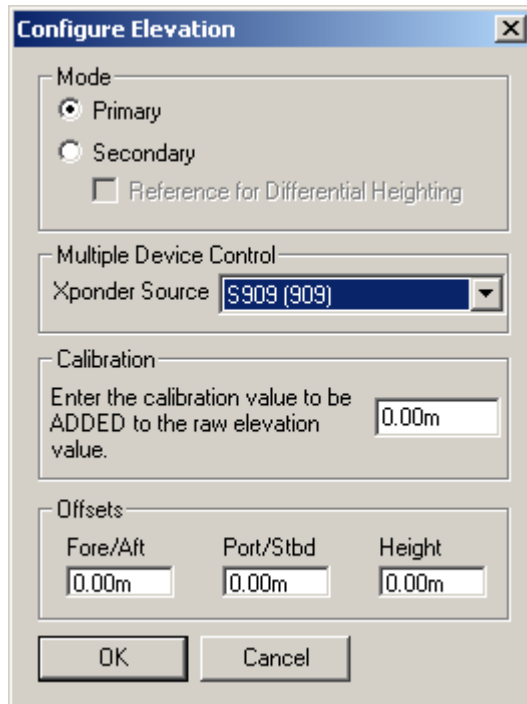 Configure Elevation
Mode
Primary
Secondary
Reference for Differential Heighting
Multiple Device Control
Xponder Source S909 (909)
Calibration
Enter the calibration value to be
ADDED to the raw elevation
value.
0.00m
Offsets
Fore/Aft Port/Stbd Height
0.00m 0.00m 0.00m
OK Cancel